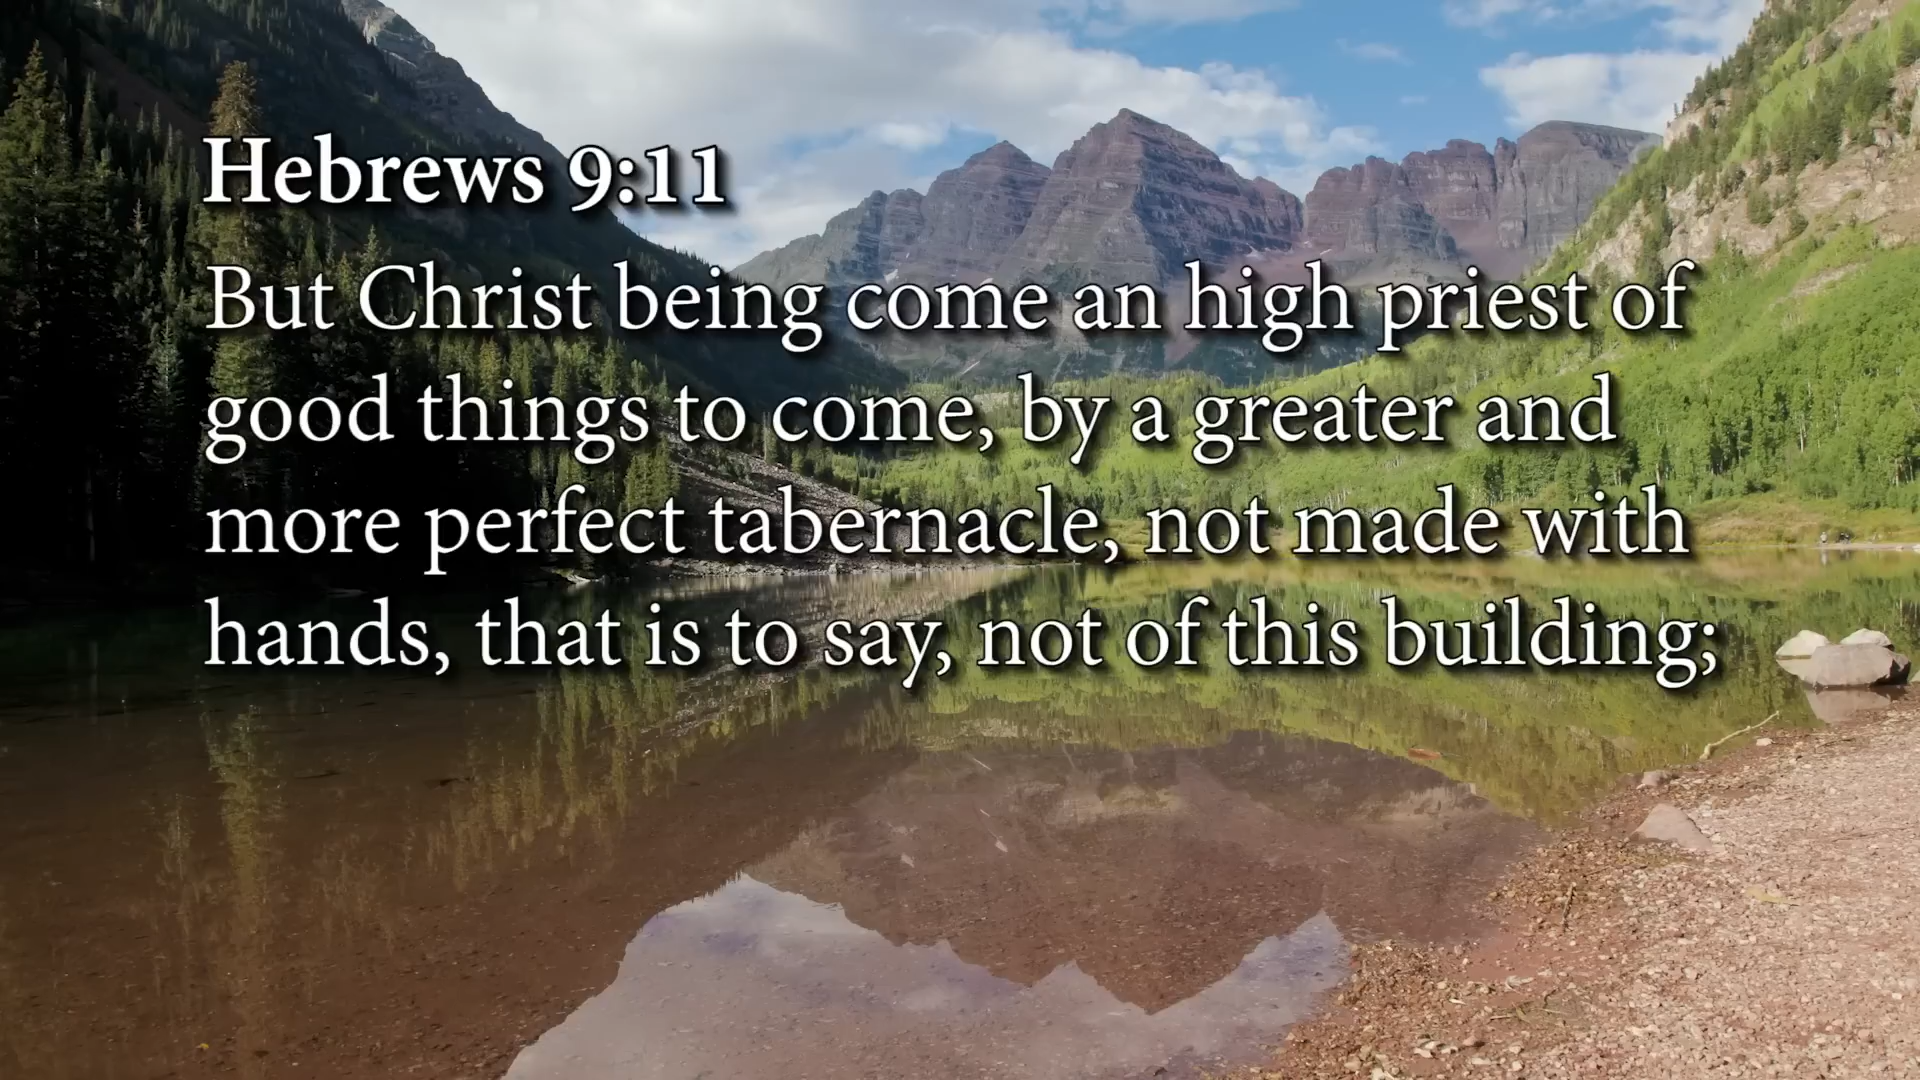 Hebrews 9:11
But Christ being come an high priest of
good things to come, by a greater and
more perfect tabernacle, not made with
hands, that is to say, not of this building;